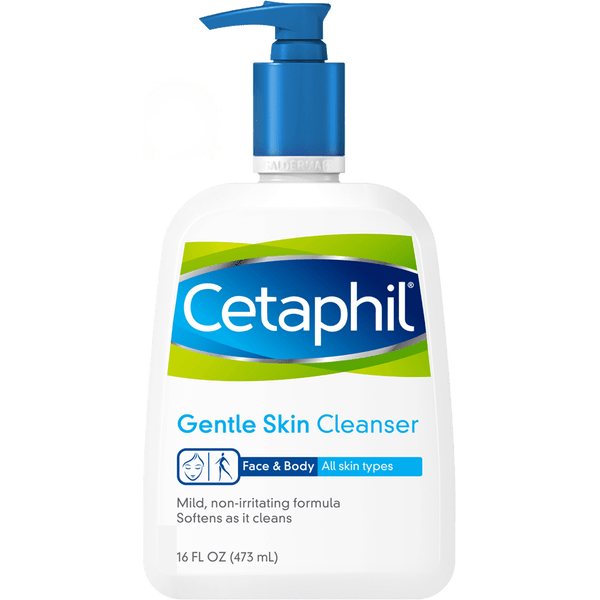 GALDERMA
Cetaphil®
Gentle Skin Cleanser
Face & Body All skin types
Mild, non-irritating formula
Softens as it cleans
16 FL OZ (473 mL)